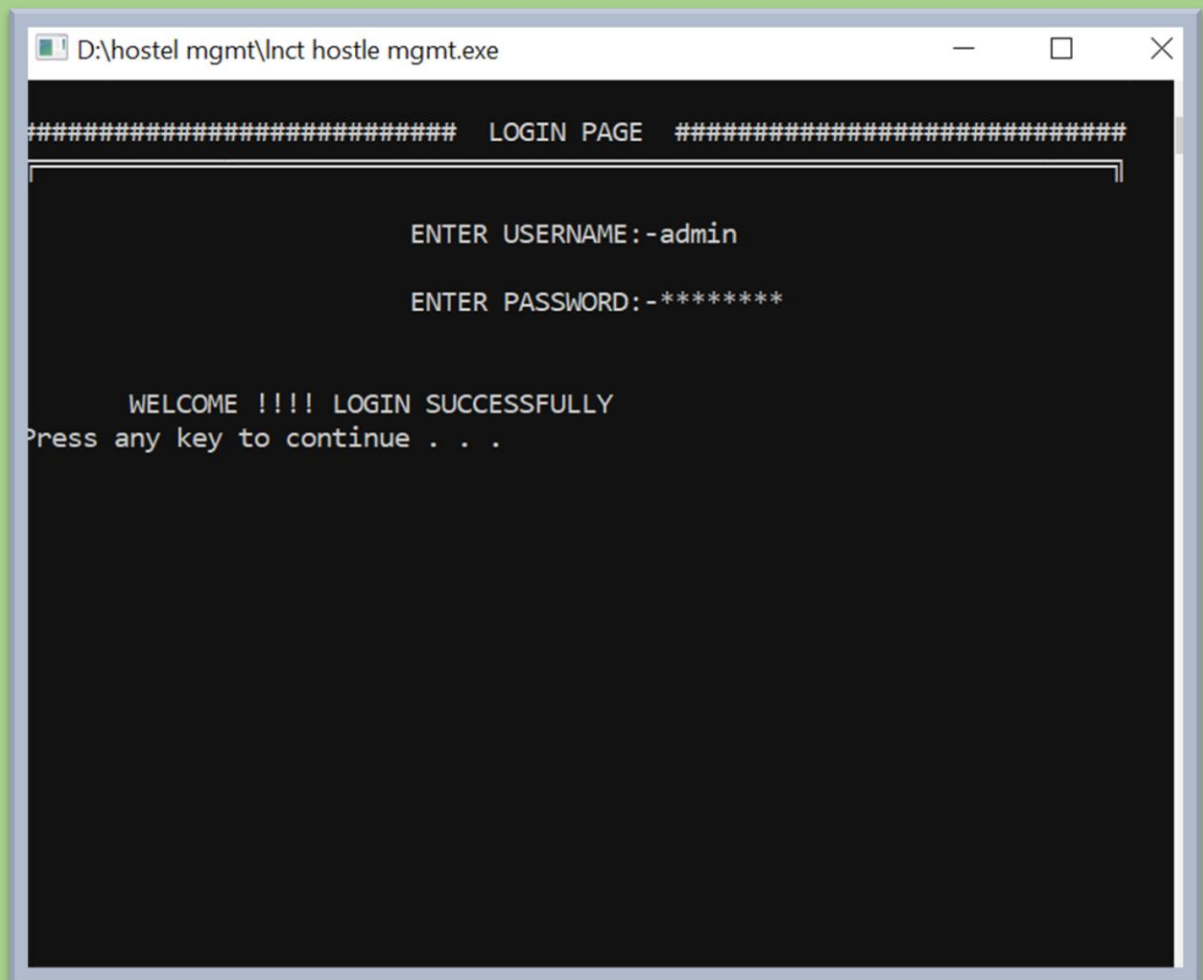 D:\hostel mgmt\lnct hostle mgmt.exe
############################ LOGIN PAGE #############################
ENTER USERNAME:-admin
ENTER PASSWORD:-********
WELCOME !!!! LOGIN SUCCESSFULLY
Press any key to continue . . .